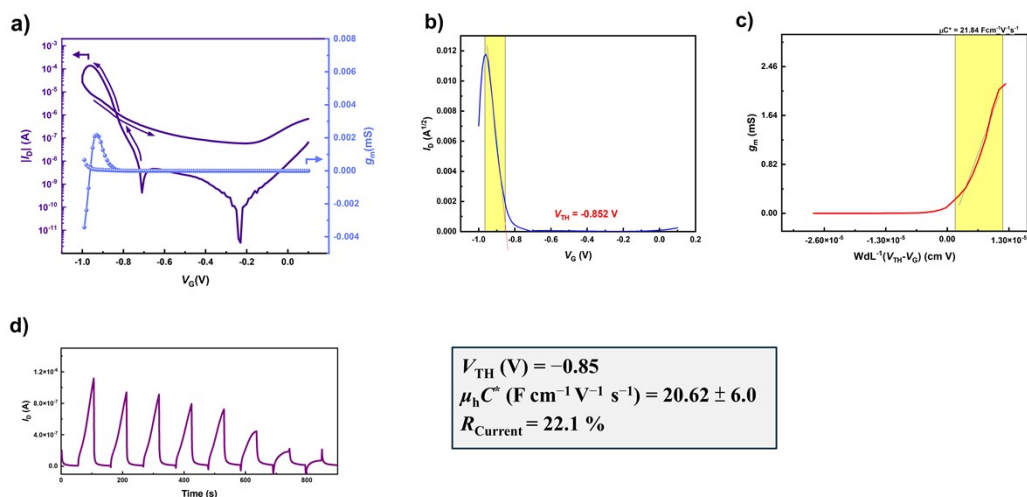 a)
10⁻³
10⁻⁴
10⁻⁵
10⁻⁶
10⁻⁷
10⁻⁸
10⁻⁹
10⁻¹⁰
10⁻¹¹
|I_D| (A)
-1.0 -0.8 -0.6 -0.4 -0.2 0.0
V_G(V)
0.008
0.006
0.004
0.002
0.000
-0.002
-0.004
g_m(mS)
b)
0.012
0.010
0.008
0.006
0.004
0.002
0.000
I_D (A^1/2)
V_TH = -0.852 V
-1.0 -0.8 -0.6 -0.4 -0.2 0.0 0.2
V_G (V)
c)
μC* = 21.84 Fcm⁻¹V⁻¹s⁻¹
2.46
1.64
0.82
0.00
g_m (mS)
-2.60×10⁻⁵ -1.30×10⁻⁵ 0.00 1.30×10⁻⁵
WdL⁻¹(V_TH-V_G) (cm V)
d)
1.2×10⁻⁶
8.0×10⁻⁷
4.0×10⁻⁷
0.0
I_D (A)
0 200 400 600 800
Time (s)
V_TH (V) = −0.85
μ_hC* (F cm⁻¹ V⁻¹ s⁻¹) = 20.62 ± 6.0
R_Current = 22.1 %